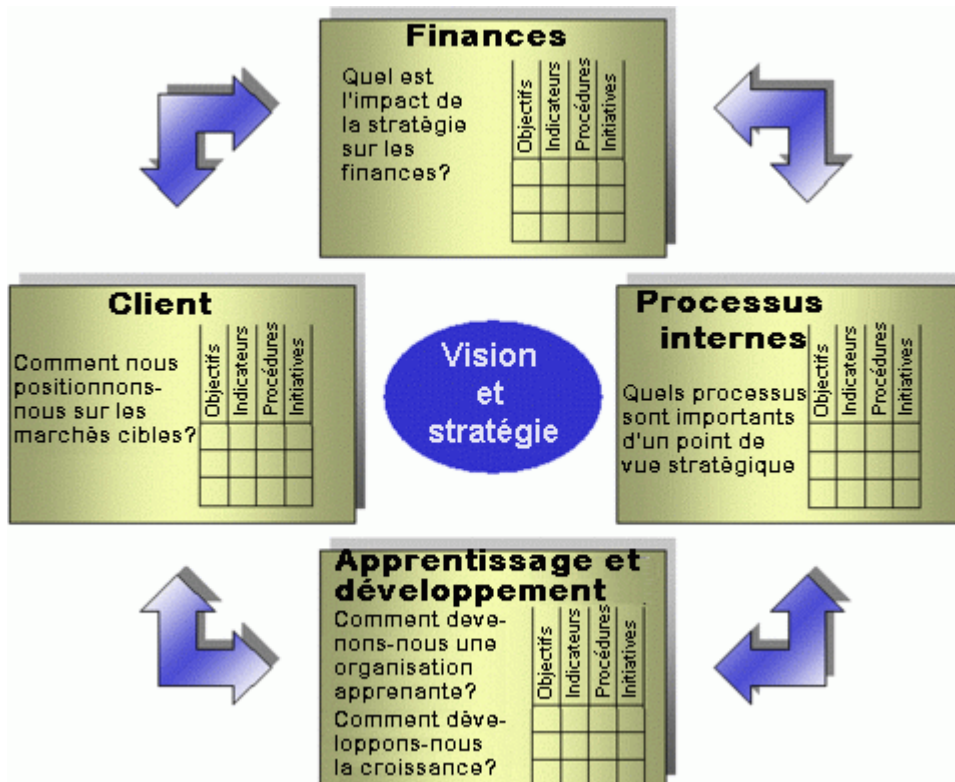 Finances
Quel est
l'impact de
la stratégie
sur les
finances?
Objectifs
Indicateurs
Procédures
Initiatives
Client
Comment nous
positionnons-
nous sur les
marchés cibles?
Objectifs
Indicateurs
Procédures
Initiatives
Vision
et
stratégie
Processus
internes
Quels processus
sont importants
d'un point de
vue stratégique
Objectifs
Indicateurs
Procédures
Initiatives
Apprentissage et
développement
Comment deve-
nons-nous une
organisation
apprenante?
Comment déve-
loppons-nous
la croissance?
Objectifs
Indicateurs
Procédures
Initiatives